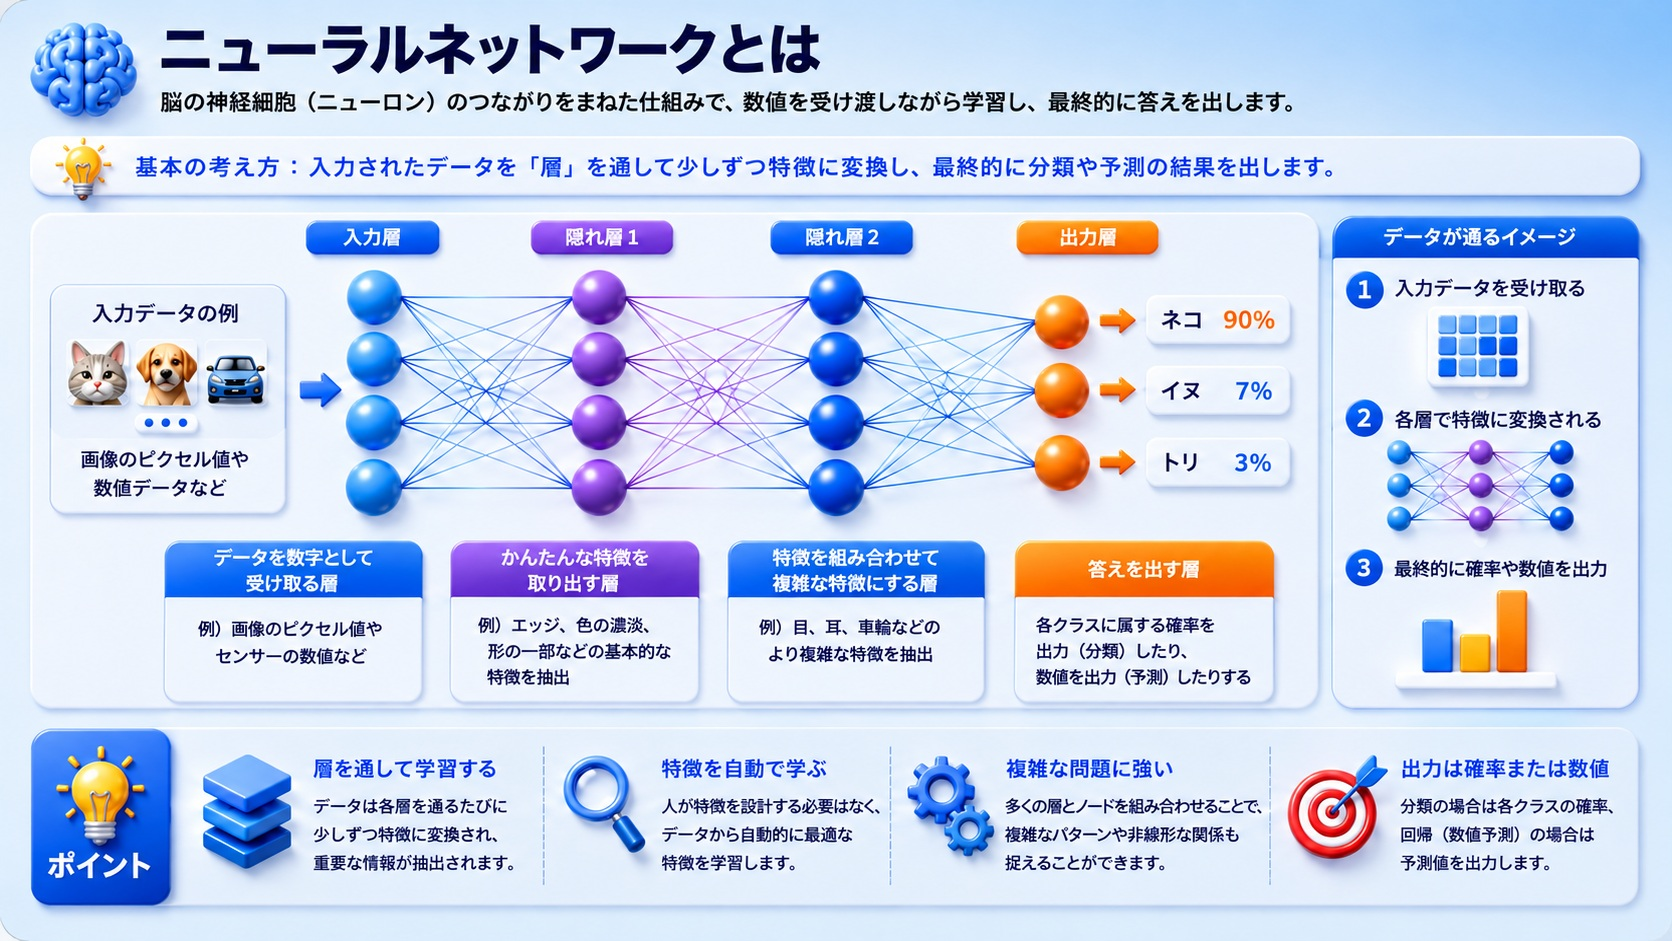 ニューラルネットワークとは
脳の神経細胞（ニューロン）のつながりをまねた仕組みで、数値を受け渡しながら学習し、最終的に答えを出します。
基本の考え方：入力されたデータを「層」を通して少しずつ特徴に変換し、最終的に分類や予測の結果を出します。
入力層
隠れ層1
隠れ層2
出力層
入力データの例
画像のピクセル値や
数値データなど
ネコ 90%
イヌ 7%
トリ 3%
データを数字として
受け取る層
例）画像のピクセル値や
センサーの数値など
かんたんな特徴を
取り出す層
例）エッジ、色の濃淡、
形の一部などの基本的な
特徴を抽出
特徴を組み合わせて
複雑な特徴にする層
例）目、耳、車輪などの
より複雑な特徴を抽出
答えを出す層
各クラスに属する確率を
出力（分類）したり、
数値を出力（予測）したりする
データが通るイメージ
1 入力データを受け取る
2 各層で特徴に変換される
3 最終的に確率や数値を出力
ポイント
層を通して学習する
データは各層を通るたびに
少しずつ特徴に変換され、
重要な情報が抽出されます。
特徴を自動で学ぶ
人が特徴を設計する必要はなく、
データから自動的に最適な
特徴を学習します。
複雑な問題に強い
多くの層とノードを組み合わせることで、
複雑なパターンや非線形な関係も
捉えることができます。
出力は確率または数値
分類の場合は各クラスの確率、
回帰（数値予測）の場合は
予測値を出力します。